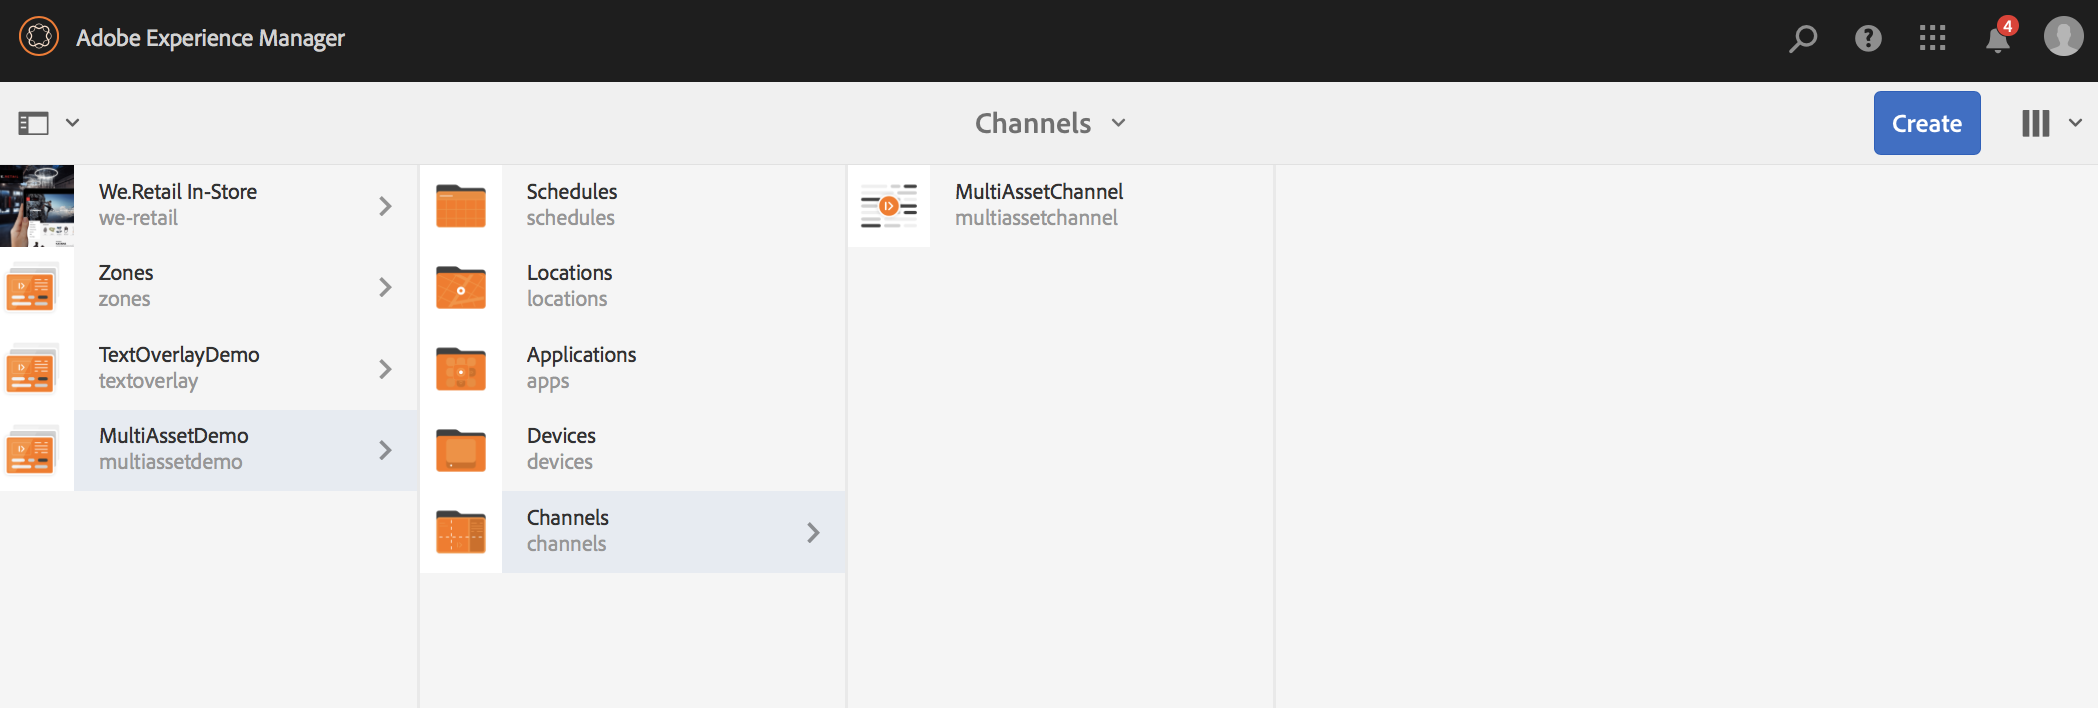 Adobe Experience Manager
4
Channels
Create
We.Retail In-Store
we-retail
Zones
zones
TextOverlayDemo
textoverlay
MultiAssetDemo
multiassetdemo
Schedules
schedules
Locations
locations
Applications
apps
Devices
devices
Channels
channels
MultiAssetChannel
multiassetchannel